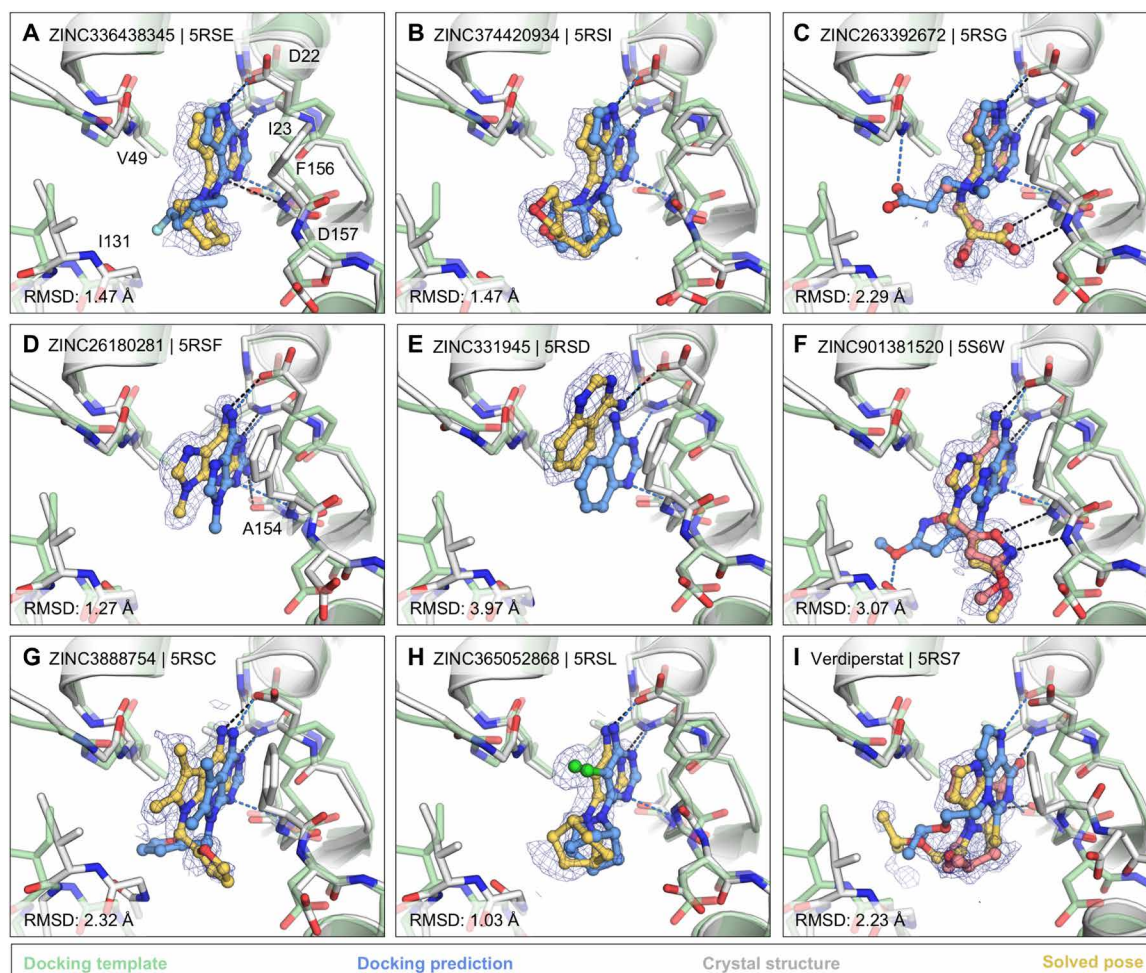 A ZINC336438345 | 5RSE
D22
I23
V49
F156
I131
D157
RMSD: 1.47 Å
B ZINC374420934 | 5RSI
RMSD: 1.47 Å
C ZINC263392672 | 5RSG
RMSD: 2.29 Å
D ZINC26180281 | 5RSF
A154
RMSD: 1.27 Å
E ZINC331945 | 5RSD
RMSD: 3.97 Å
F ZINC901381520 | 5S6W
RMSD: 3.07 Å
G ZINC3888754 | 5RSC
RMSD: 2.32 Å
H ZINC365052868 | 5RSL
RMSD: 1.03 Å
I Verdiperstat | 5RS7
RMSD: 2.23 Å
Docking template Docking prediction Crystal structure Solved pose